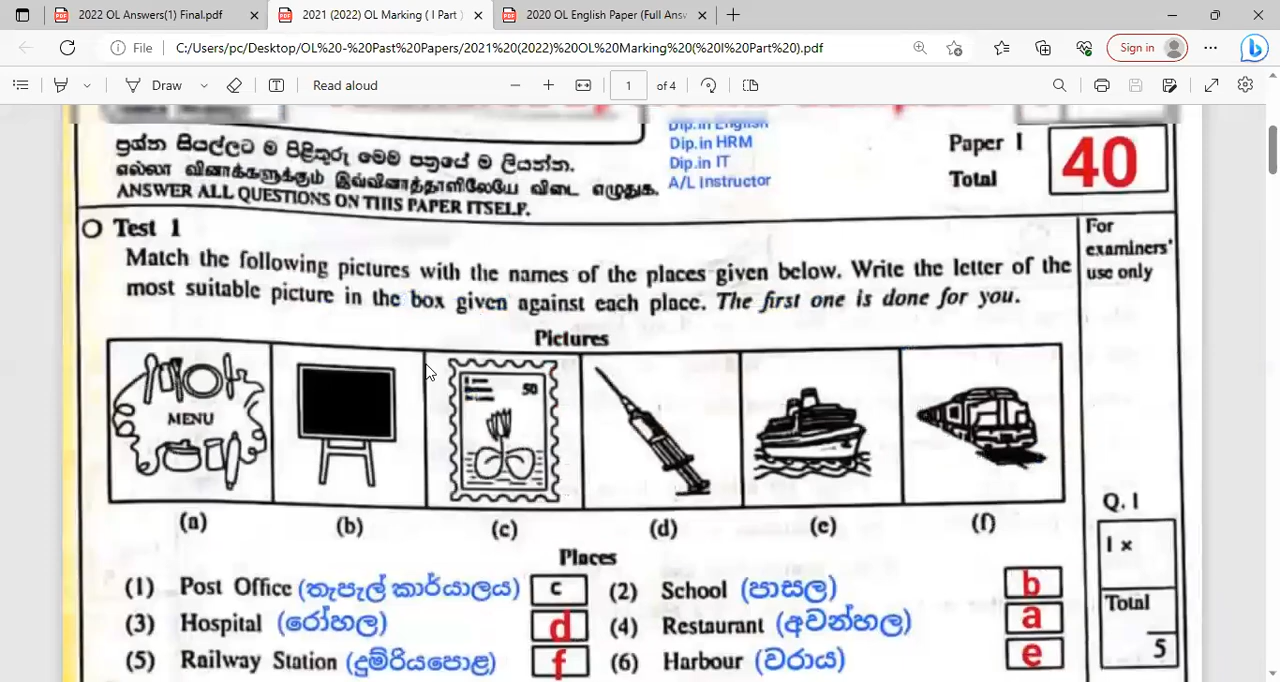 2022 OL Answers(1) Final.pdf
2021 (2022) OL Marking ( I Part )
2020 OL English Paper (Full Answ
File
C:/Users/pc/Desktop/OL%20-%20Past%20Papers/2021%20(2022)%20OL%20Marking%20(%20I%20Part%20).pdf
Sign in
Draw
Read aloud
1 of 4
Dip.in English
Dip.in HRM
Dip.in IT
A/L instructor
ප්‍රශ්න සියල්ලට ම පිළිතුරු මෙම පත්‍රයේ ම ලියන්න.
எல்லா வினாக்களுக்கும் இவ்வினாத்தாளிலேயே விடை எழுதுக.
ANSWER ALL QUESTIONS ON THIS PAPER ITSELF.
Paper I
Total
40
Test 1
Match the following pictures with the names of the places given below. Write the letter of the
most suitable picture in the box given against each place. The first one is done for you.
For
examiners'
use only
Pictures
MENU
50
(a) (b) (c) (d) (e) (f)
Places
(1) Post Office (තැපැල් කාර්යාලය) c (2) School (පාසල) b
(3) Hospital (රෝහල) d (4) Restaurant (අවන්හල) a
(5) Railway Station (දුම්රියපොළ) f (6) Harbour (වරාය) e
Q. 1
1 ×
Total
5